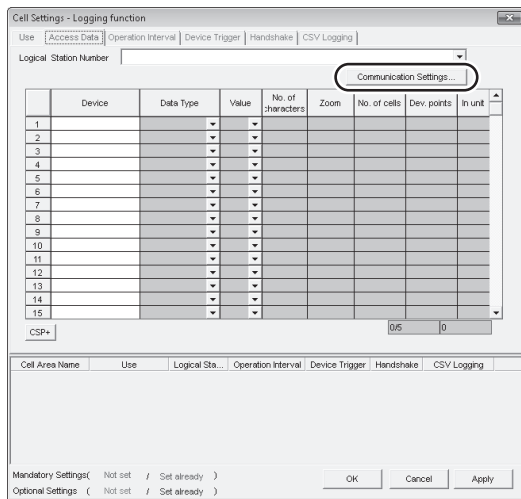 Cell Settings - Logging function
Use Access Data Operation Interval Device Trigger Handshake CSV Logging
Logical Station Number
Communication Settings...
Device Data Type Value No. of characters Zoom No. of cells Dev. points In unit
1
2
3
4
5
6
7
8
9
10
11
12
13
14
15
CSP+ 0/5 0
Cell Area Name Use Logical Sta... Operation Interval Device Trigger Handshake CSV Logging
Mandatory Settings( Not set / Set already )
Optional Settings ( Not set / Set already )
OK Cancel Apply